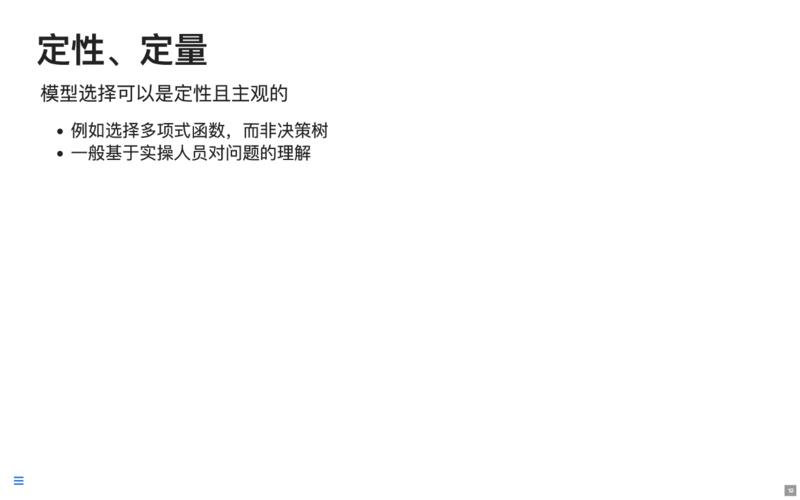 定性、定量
模型选择可以是定性且主观的
例如选择多项式函数，而非决策树
一般基于实操人员对问题的理解